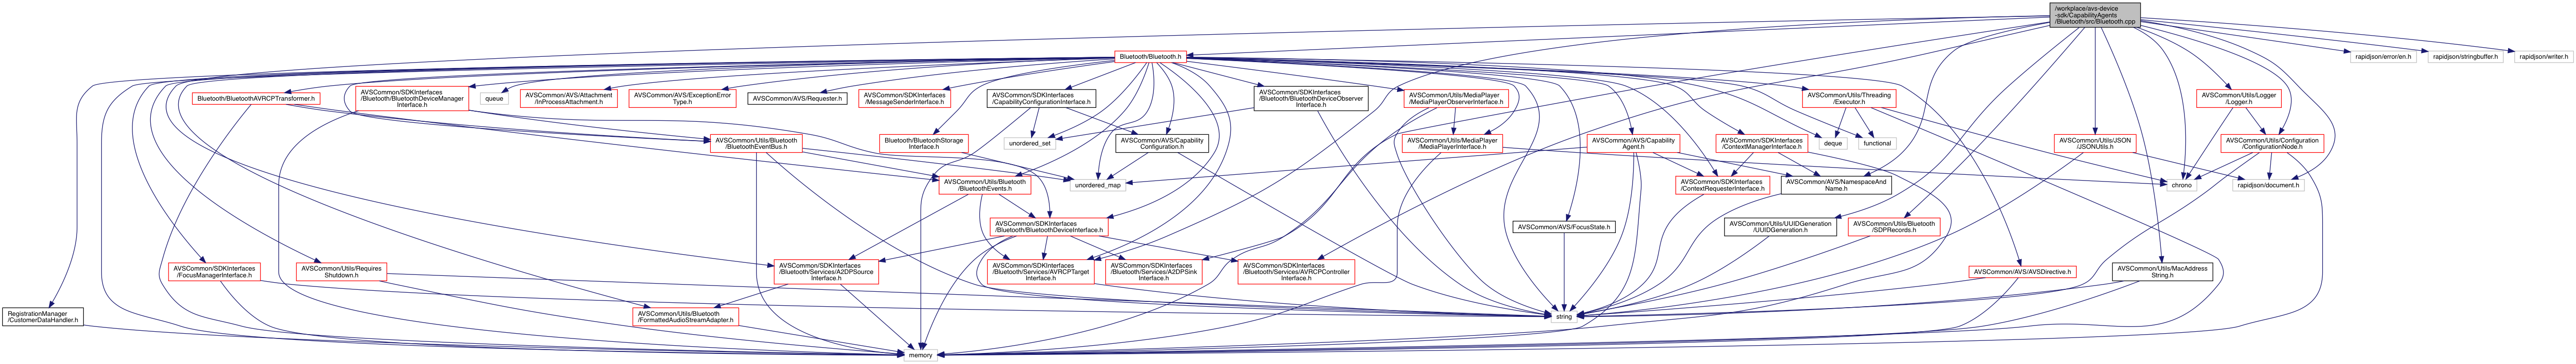 /workplace/avs-device
-sdk/CapabilityAgents
/Bluetooth/src/Bluetooth.cpp
Bluetooth/Bluetooth.h
rapidjson/error/en.h
rapidjson/stringbuffer.h
rapidjson/writer.h
Bluetooth/BluetoothAVRCPTransformer.h
AVSCommon/SDKInterfaces
/Bluetooth/BluetoothDeviceManager
Interface.h
queue
AVSCommon/AVS/Attachment
/InProcessAttachment.h
AVSCommon/AVS/ExceptionError
Type.h
AVSCommon/AVS/Requester.h
AVSCommon/SDKInterfaces
/MessageSenderInterface.h
AVSCommon/SDKInterfaces
/CapabilityConfigurationInterface.h
AVSCommon/SDKInterfaces
/Bluetooth/BluetoothDeviceObserver
Interface.h
AVSCommon/Utils/MediaPlayer
/MediaPlayerObserverInterface.h
AVSCommon/Utils/Threading
/Executor.h
AVSCommon/Utils/Logger
/Logger.h
AVSCommon/Utils/Bluetooth
/BluetoothEventBus.h
Bluetooth/BluetoothStorage
Interface.h
unordered_set
AVSCommon/AVS/Capability
Configuration.h
AVSCommon/Utils/MediaPlayer
/MediaPlayerInterface.h
AVSCommon/AVS/Capability
Agent.h
AVSCommon/SDKInterfaces
/ContextManagerInterface.h
deque
functional
AVSCommon/Utils/JSON
/JSONUtils.h
AVSCommon/Utils/Configuration
/ConfigurationNode.h
AVSCommon/Utils/Bluetooth
/BluetoothEvents.h
unordered_map
AVSCommon/SDKInterfaces
/ContextRequesterInterface.h
AVSCommon/AVS/NamespaceAnd
Name.h
chrono
rapidjson/document.h
AVSCommon/SDKInterfaces
/Bluetooth/BluetoothDeviceInterface.h
AVSCommon/AVS/FocusState.h
AVSCommon/Utils/UUIDGeneration
/UUIDGeneration.h
AVSCommon/Utils/Bluetooth
/SDPRecords.h
AVSCommon/SDKInterfaces
/FocusManagerInterface.h
AVSCommon/Utils/Requires
Shutdown.h
AVSCommon/SDKInterfaces
/Bluetooth/Services/A2DPSource
Interface.h
AVSCommon/SDKInterfaces
/Bluetooth/Services/AVRCPTarget
Interface.h
AVSCommon/SDKInterfaces
/Bluetooth/Services/A2DPSink
Interface.h
AVSCommon/SDKInterfaces
/Bluetooth/Services/AVRCPController
Interface.h
AVSCommon/AVS/AVSDirective.h
AVSCommon/Utils/MacAddress
String.h
RegistrationManager
/CustomerDataHandler.h
AVSCommon/Utils/Bluetooth
/FormattedAudioStreamAdapter.h
string
memory